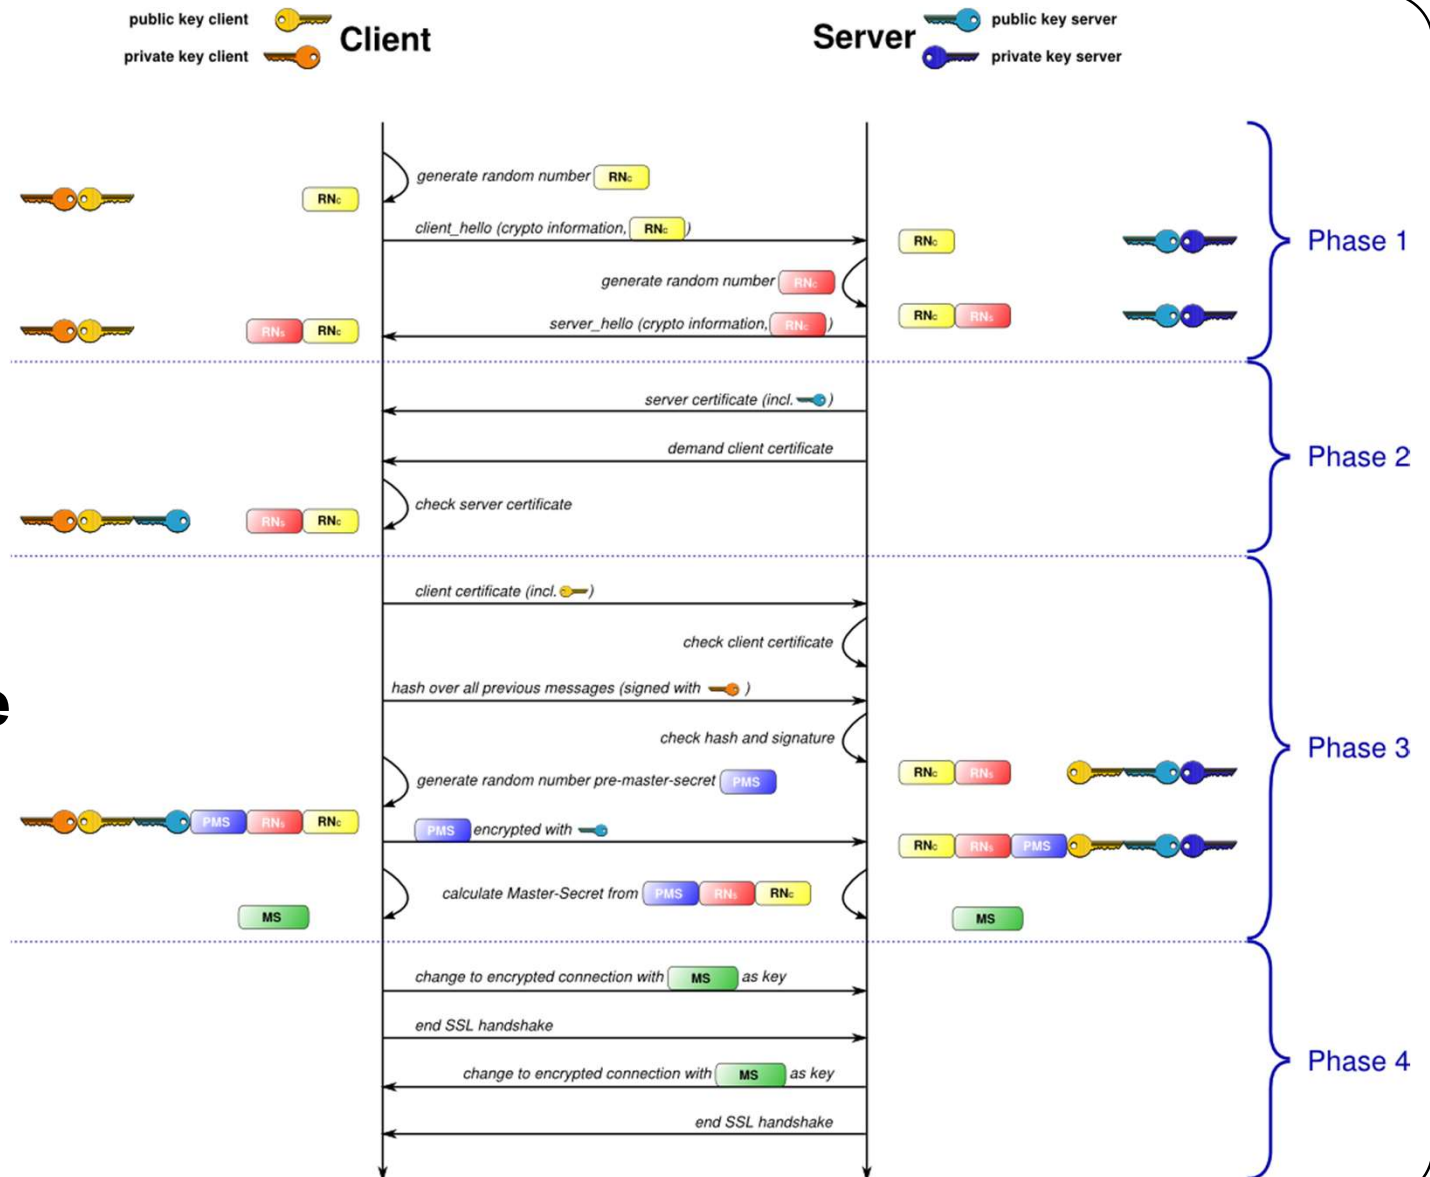 public key client
private key client
Client
Server
public key server
private key server
generate random number RNc
RNc
client_hello (crypto information, RNc )
RNc
Phase 1
generate random number RNc
RNc RNs
server_hello (crypto information, RNc )
RNs RNc
server certificate (incl. )
demand client certificate
Phase 2
check server certificate
RNs RNc
client certificate (incl. )
check client certificate
hash over all previous messages (signed with )
e
check hash and signature
Phase 3
RNc RNs
generate random number pre-master-secret PMS
PMS RNs RNc
PMS encrypted with
RNc RNs PMS
calculate Master-Secret from PMS RNs RNc
MS
MS
change to encrypted connection with MS as key
end SSL handshake
Phase 4
change to encrypted connection with MS as key
end SSL handshake